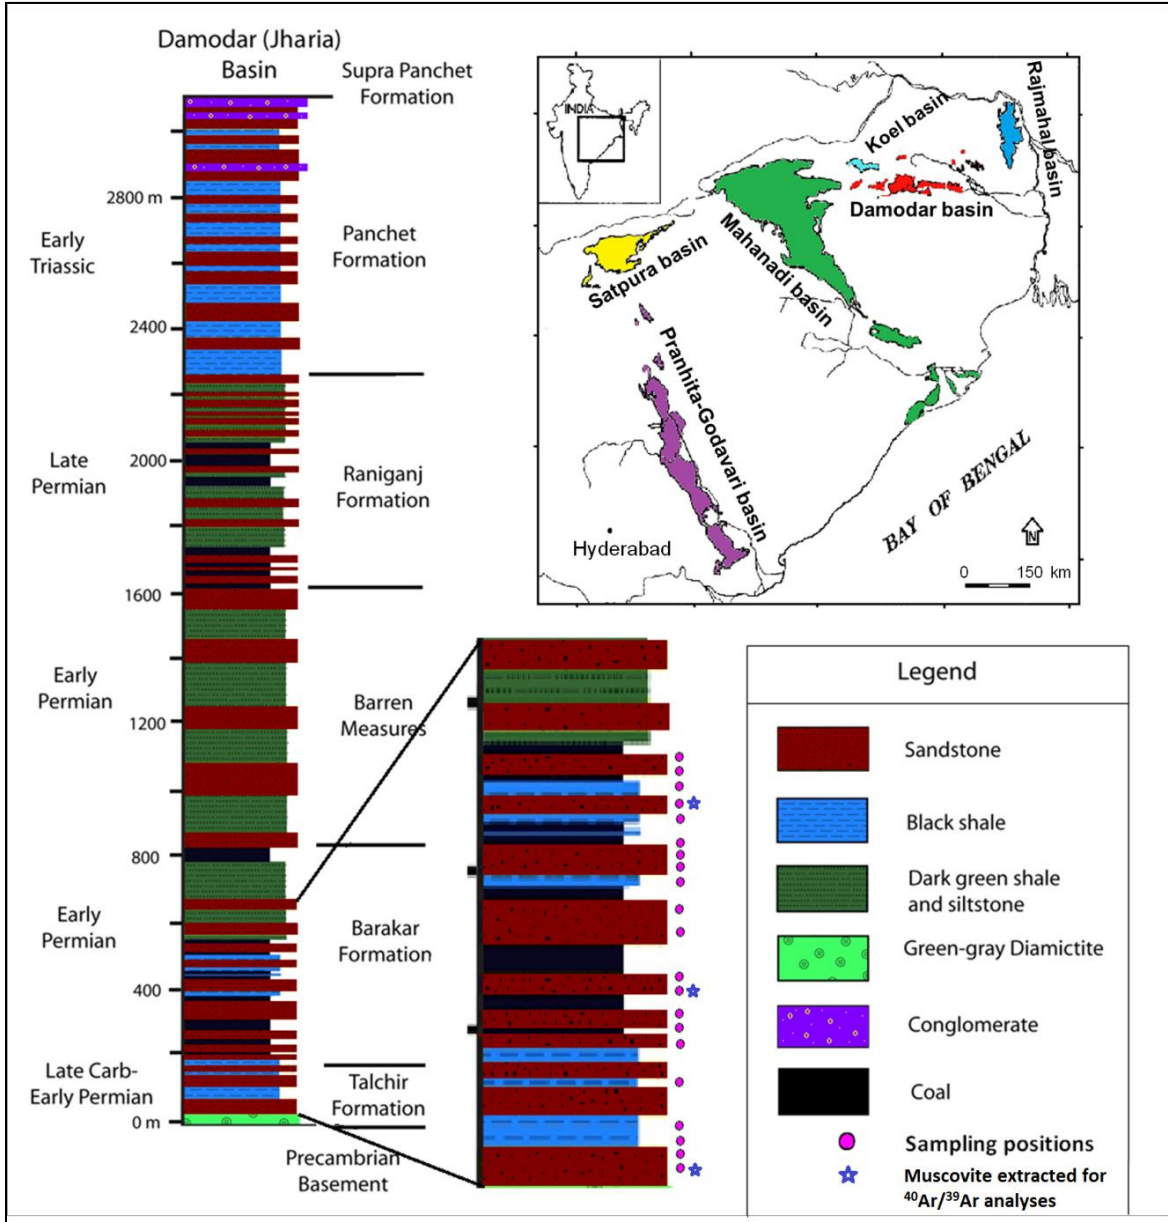 Damodar (Jharia)
Basin
Supra Panchet
Formation
2800 m
Early
Triassic
Panchet
Formation
2400
Late
Permian
2000
Raniganj
Formation
1600
Early
Permian
Barren
Measures
1200
800
Early
Permian
Barakar
Formation
400
Late Carb-
Early Permian
Talchir
Formation
0 m
Precambrian
Basement
INDIA
Koel basin
Rajmahal basin
Damodar basin
Mahanadi basin
Satpura basin
Pranhita-Godavari basin
Hyderabad
BAY OF BENGAL
N
0 150 km
Legend
Sandstone
Black shale
Dark green shale
and siltstone
Green-gray Diamictite
Conglomerate
Coal
Sampling positions
Muscovite extracted for
⁴⁰Ar/³⁹Ar analyses